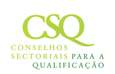 CSQ
CONSELHOS
SECTORIAIS PARA A
QUALIFICAÇÃO